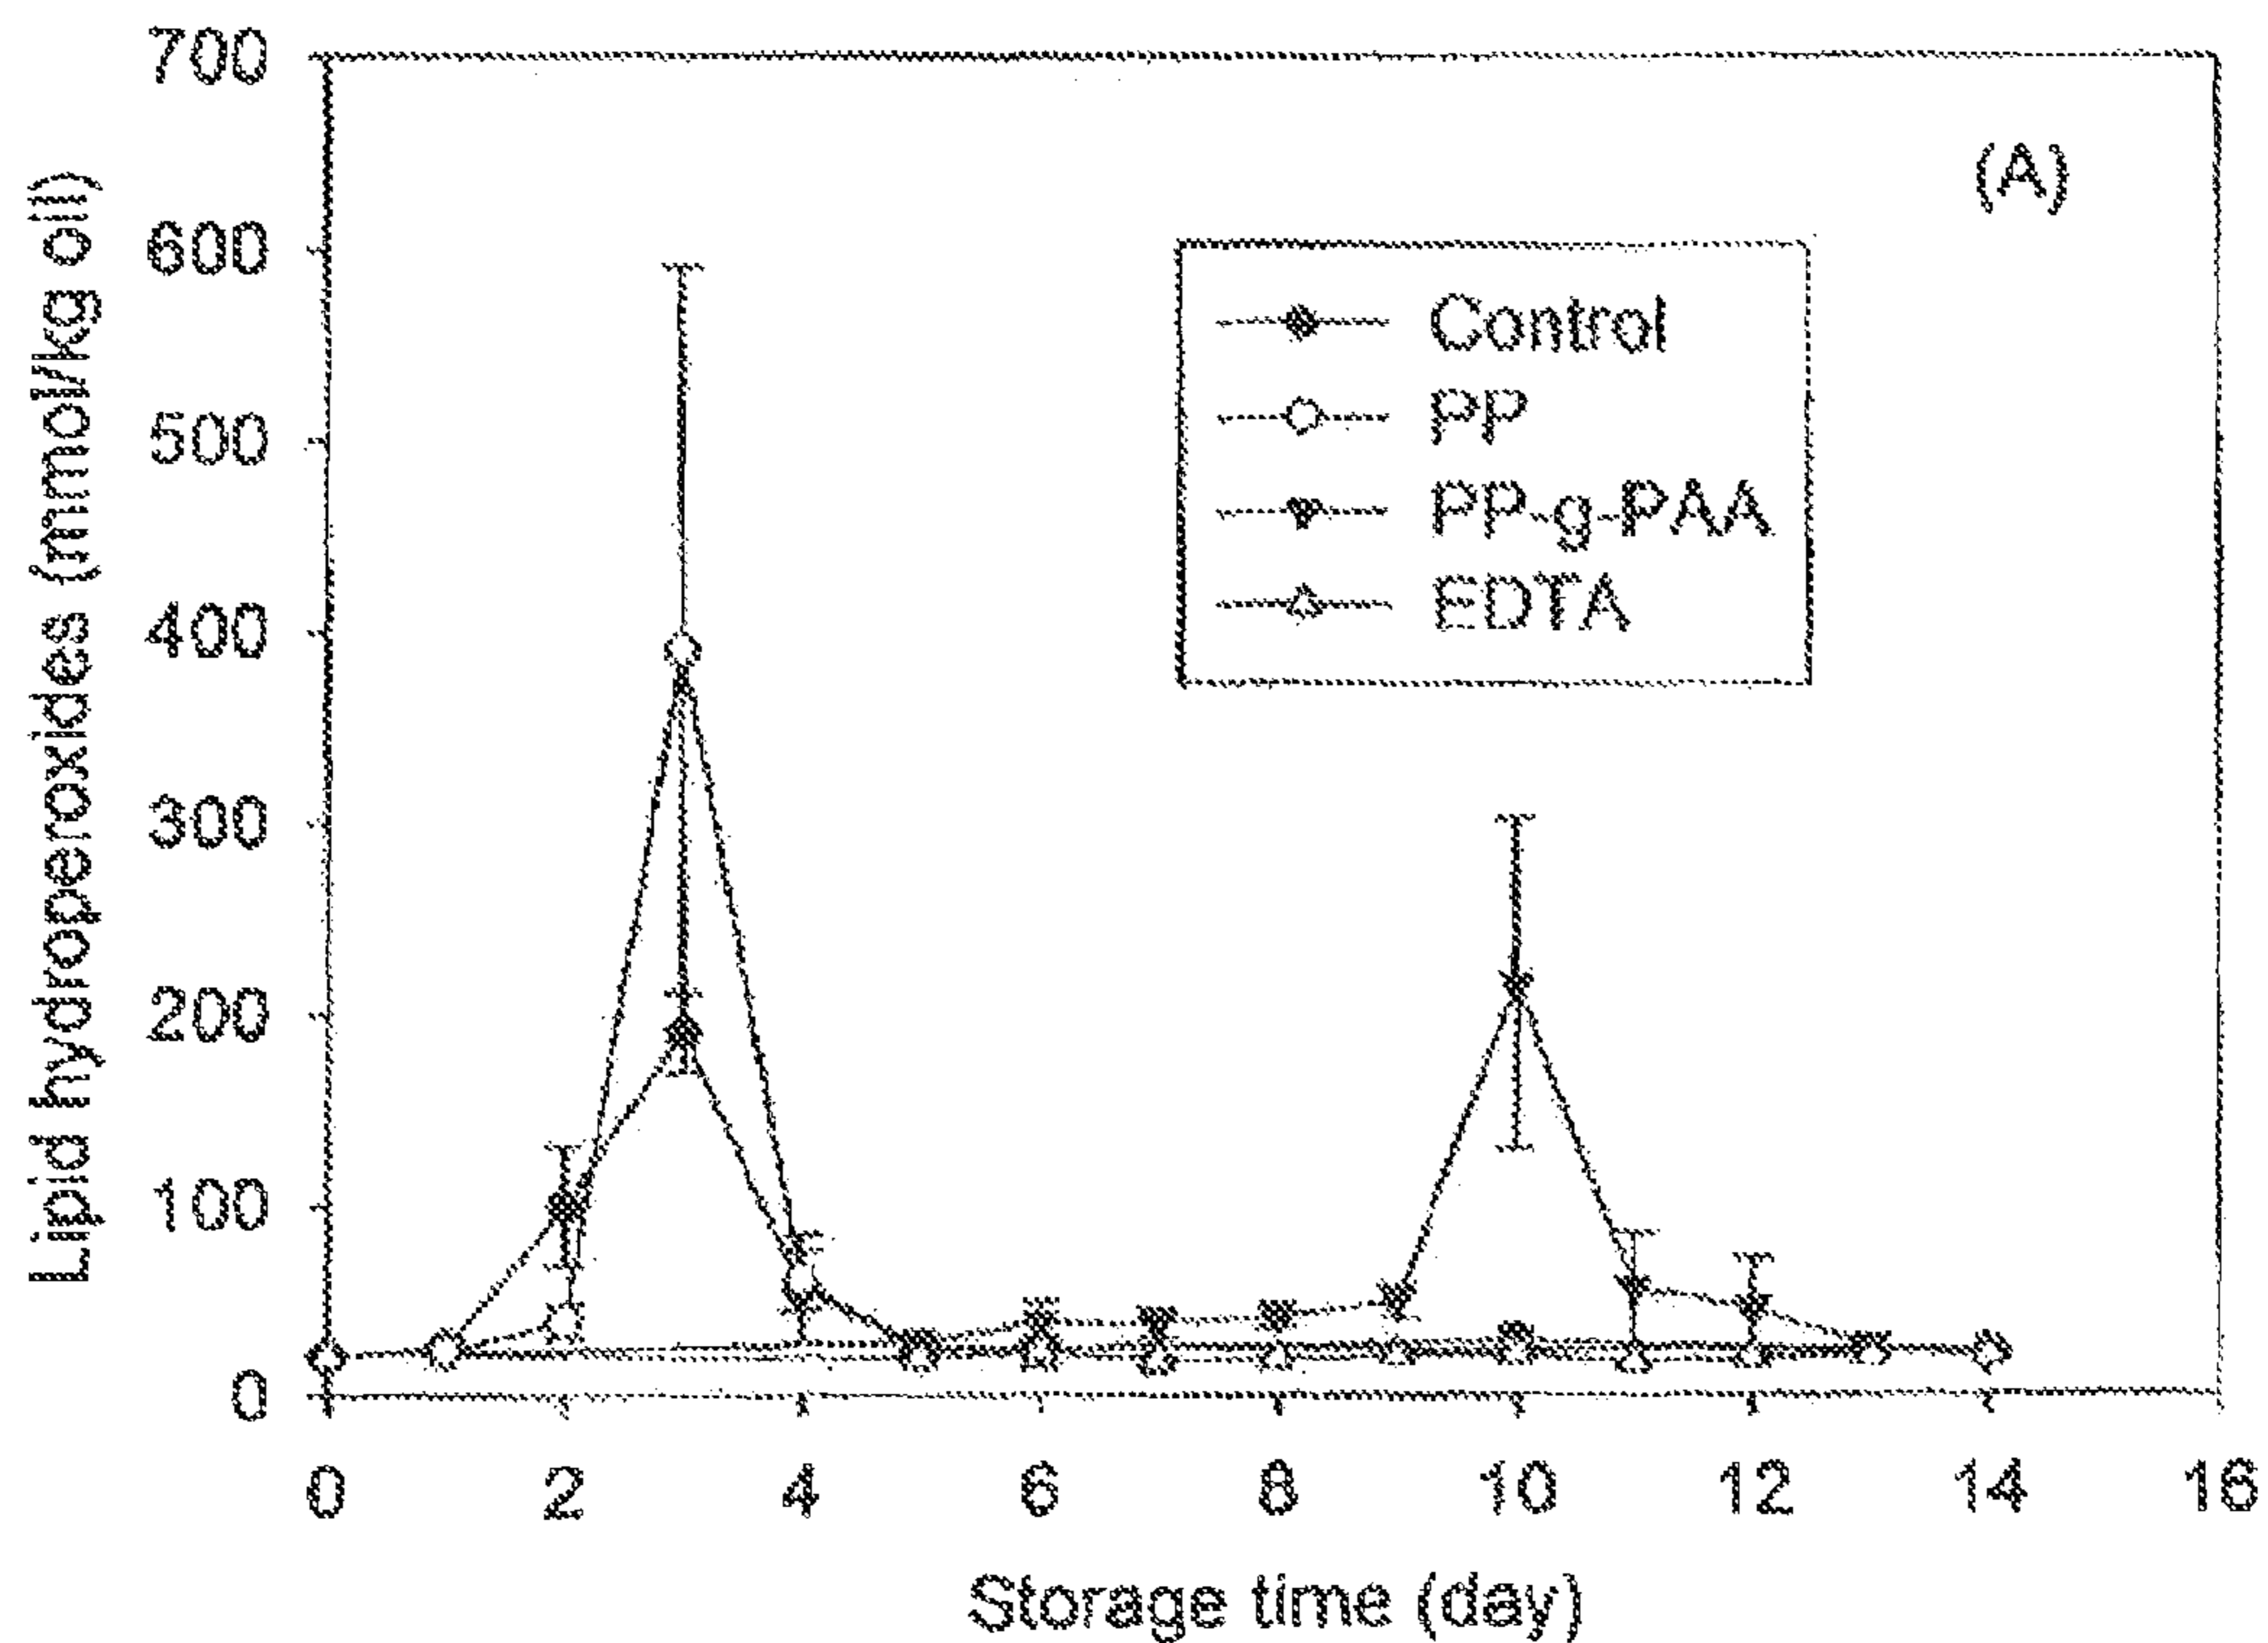 Lipid hydroperoxides (mmol/kg oil)
700
600
500
400
300
200
100
0
(A)
Control
PP
PP-g-PAA
EDTA
0 2 4 6 8 10 12 14 16
Storage time (day)